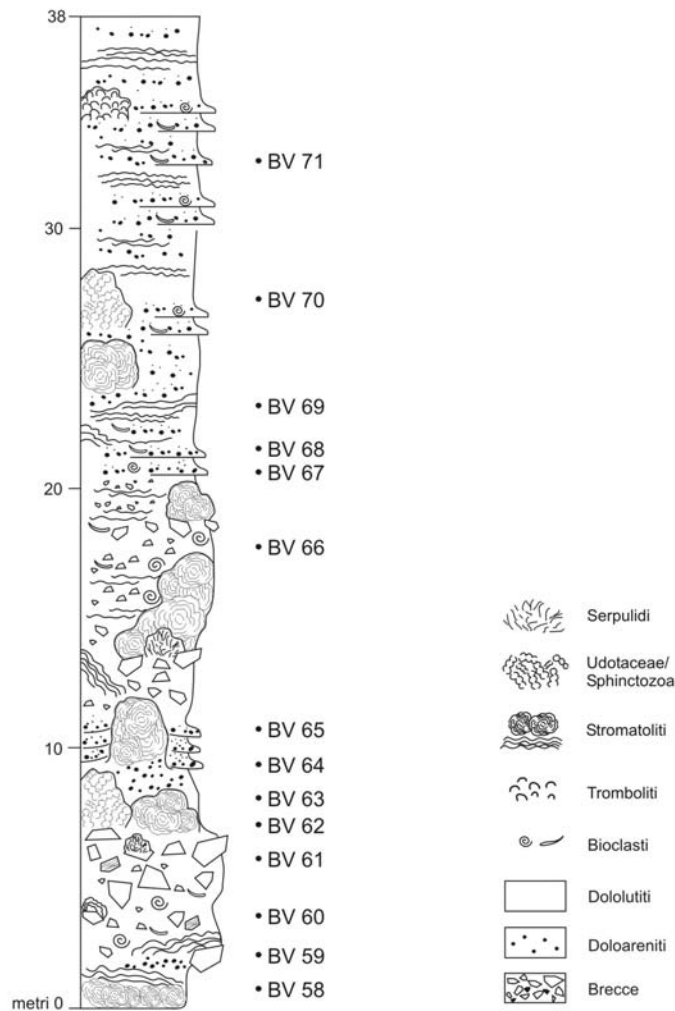 38
BV 71
30
BV 70
BV 69
BV 68
BV 67
20
BV 66
BV 65
10
BV 64
BV 63
BV 62
BV 61
BV 60
BV 59
BV 58
metri 0
Serpulidi
Udotaceae/
Sphinctozoa
Stromatoliti
Tromboliti
Bioclasti
Dololutiti
Doloareniti
Brecce